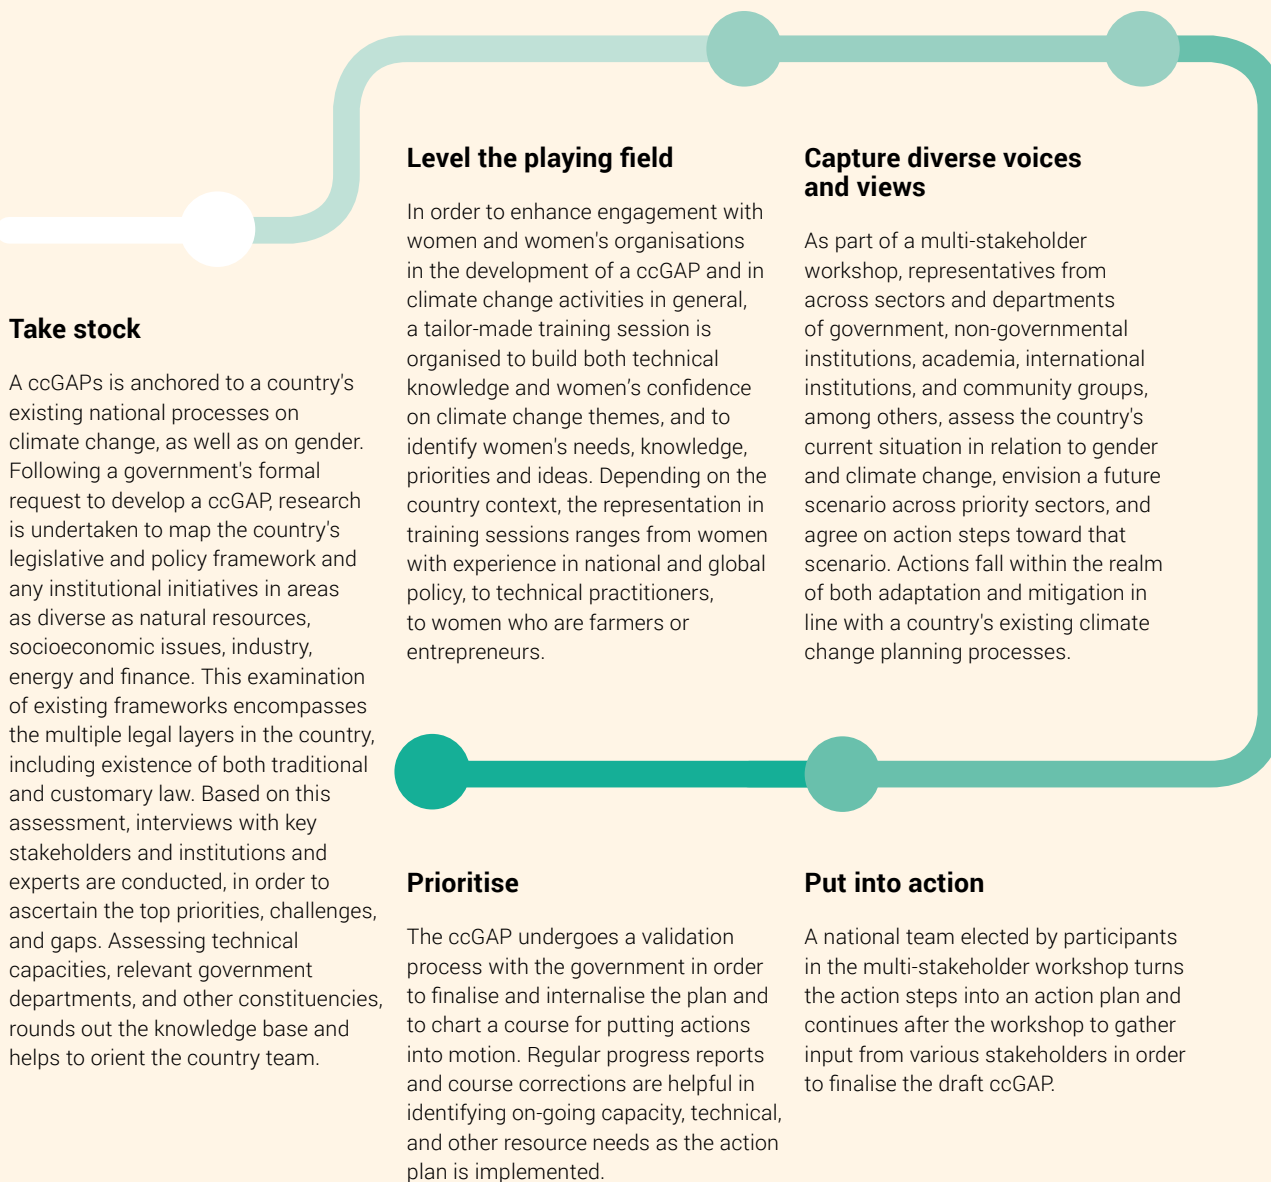 Take stock
A ccGAPs is anchored to a country's
existing national processes on
climate change, as well as on gender.
Following a government's formal
request to develop a ccGAP, research
is undertaken to map the country's
legislative and policy framework and
any institutional initiatives in areas
as diverse as natural resources,
socioeconomic issues, industry,
energy and finance. This examination
of existing frameworks encompasses
the multiple legal layers in the country,
including existence of both traditional
and customary law. Based on this
assessment, interviews with key
stakeholders and institutions and
experts are conducted, in order to
ascertain the top priorities, challenges,
and gaps. Assessing technical
capacities, relevant government
departments, and other constituencies,
rounds out the knowledge base and
helps to orient the country team.
Level the playing field
In order to enhance engagement with
women and women's organisations
in the development of a ccGAP and in
climate change activities in general,
a tailor-made training session is
organised to build both technical
knowledge and women's confidence
on climate change themes, and to
identify women's needs, knowledge,
priorities and ideas. Depending on the
country context, the representation in
training sessions ranges from women
with experience in national and global
policy, to technical practitioners,
to women who are farmers or
entrepreneurs.
Capture diverse voices
and views
As part of a multi-stakeholder
workshop, representatives from
across sectors and departments
of government, non-governmental
institutions, academia, international
institutions, and community groups,
among others, assess the country's
current situation in relation to gender
and climate change, envision a future
scenario across priority sectors, and
agree on action steps toward that
scenario. Actions fall within the realm
of both adaptation and mitigation in
line with a country's existing climate
change planning processes.
Put into action
A national team elected by participants
in the multi-stakeholder workshop turns
the action steps into an action plan and
continues after the workshop to gather
input from various stakeholders in order
to finalise the draft ccGAP.
Prioritise
The ccGAP undergoes a validation
process with the government in order
to finalise and internalise the plan and
to chart a course for putting actions
into motion. Regular progress reports
and course corrections are helpful in
identifying on-going capacity, technical,
and other resource needs as the action
plan is implemented.